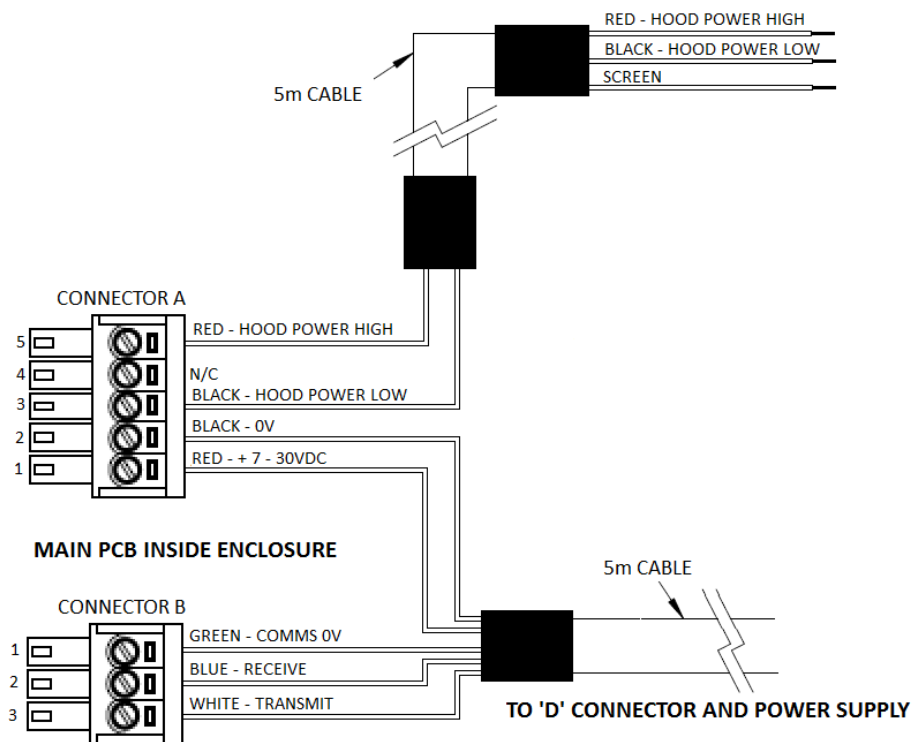 RED - HOOD POWER HIGH
BLACK - HOOD POWER LOW
SCREEN
5m CABLE
CONNECTOR A
5
RED - HOOD POWER HIGH
4
N/C
3
BLACK - HOOD POWER LOW
2
BLACK - 0V
1
RED - + 7 - 30VDC
MAIN PCB INSIDE ENCLOSURE
5m CABLE
CONNECTOR B
1
GREEN - COMMS 0V
2
BLUE - RECEIVE
3
WHITE - TRANSMIT
TO 'D' CONNECTOR AND POWER SUPPLY